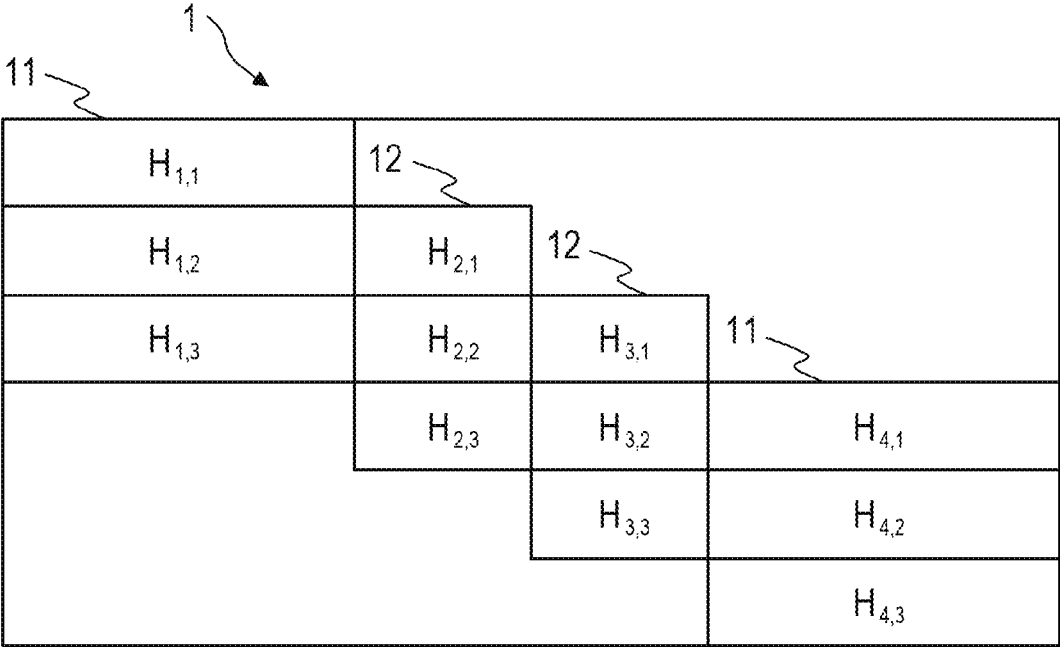 1
11
H1,1
12
H1,2 H2,1
12
H1,3 H2,2 H3,1
11
H2,3 H3,2 H4,1
H3,3 H4,2
H4,3